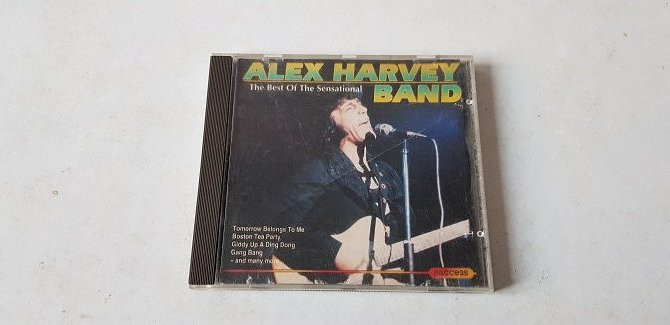 ALEX HARVEY
The Best Of The Sensational
BAND
Tomorrow Belongs To Me
Boston Tea Party
Giddy Up A Ding Dong
Gang Bang
– and many more
success